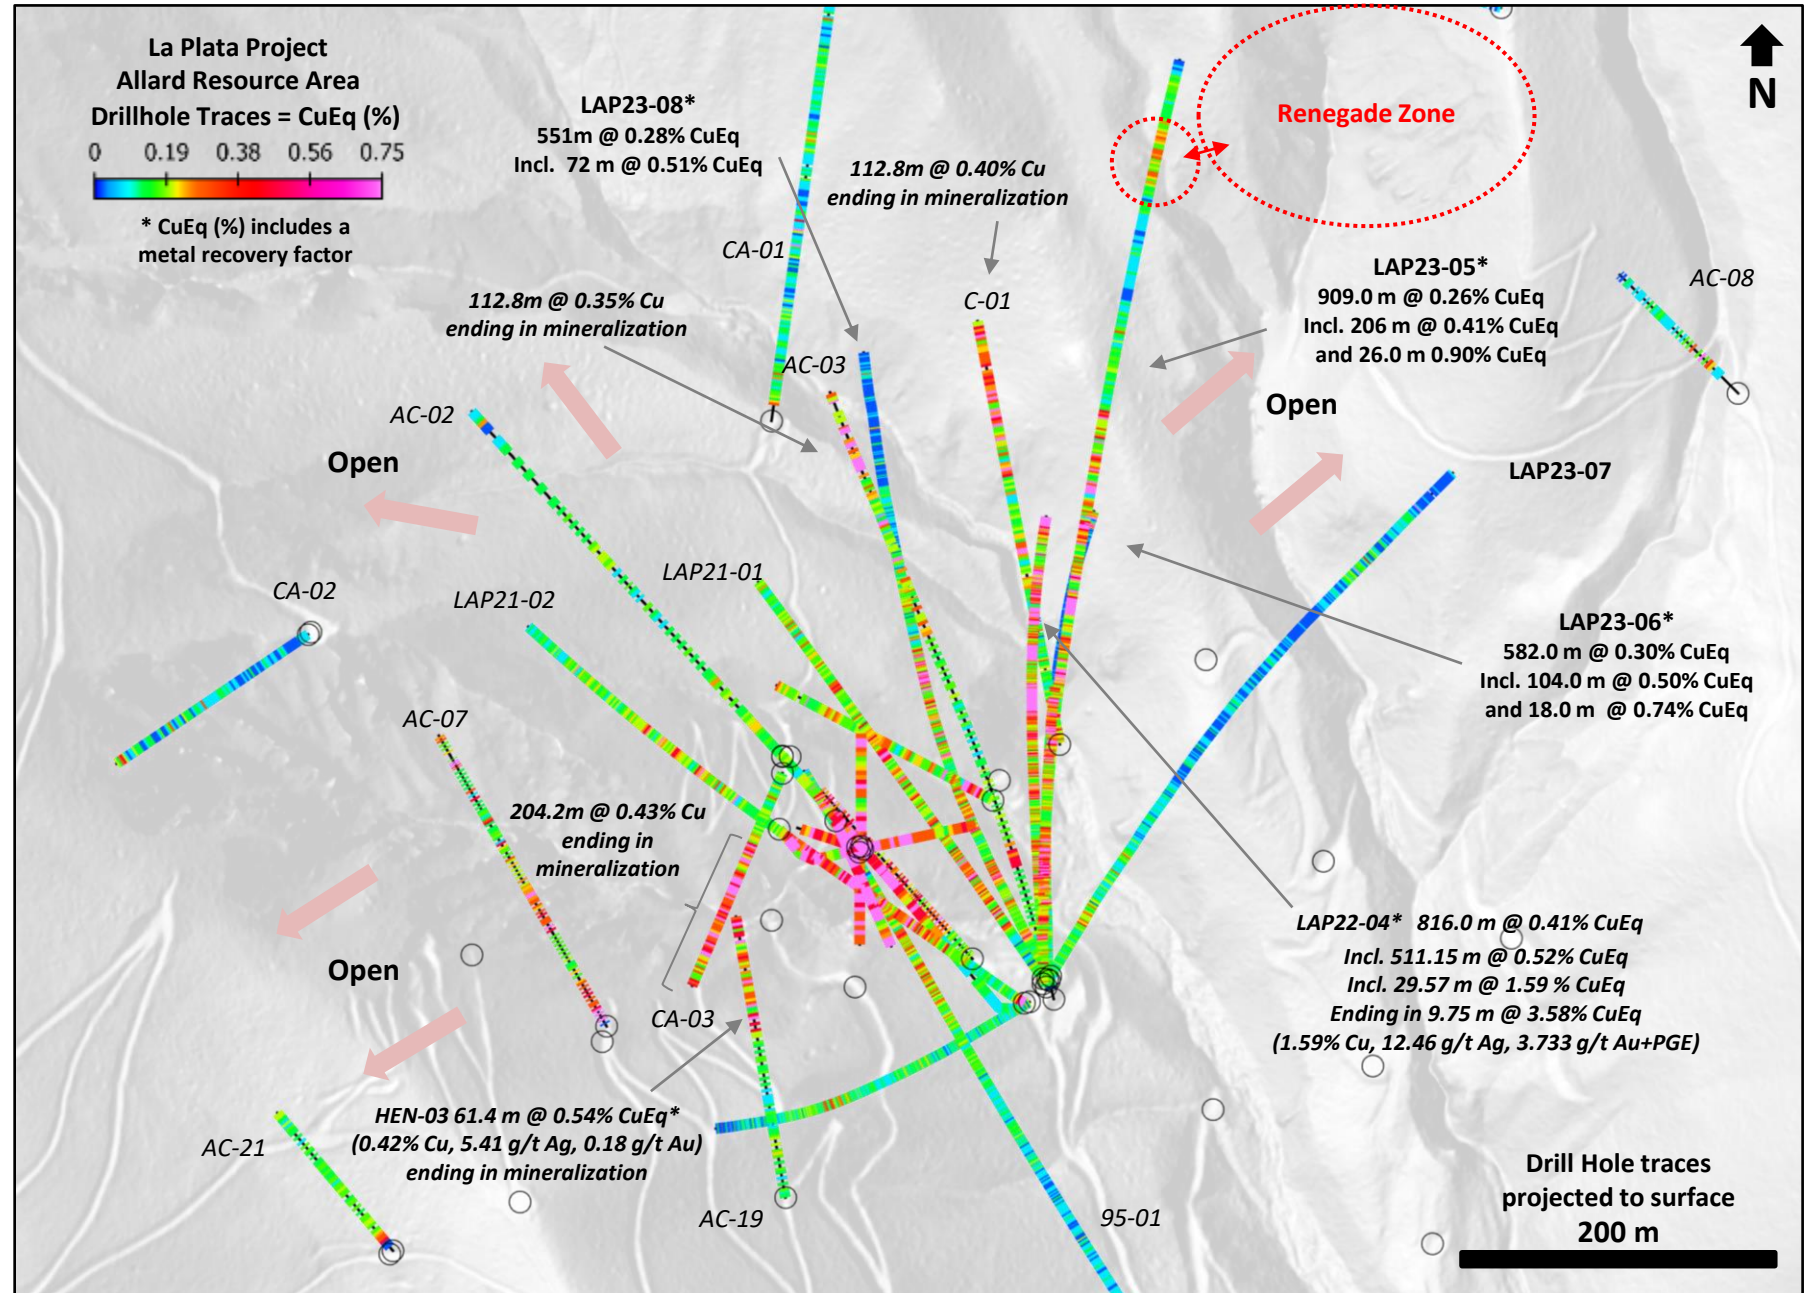 La Plata Project
Allard Resource Area
Drillhole Traces = CuEq (%)
0 0.19 0.38 0.56 0.75
* CuEq (%) includes a
metal recovery factor
LAP23-08*
551m @ 0.28% CuEq
Incl. 72 m @ 0.51% CuEq
112.8m @ 0.40% Cu
ending in mineralization
Renegade Zone
N
CA-01
C-01
LAP23-05*
909.0 m @ 0.26% CuEq
Incl. 206 m @ 0.41% CuEq
and 26.0 m 0.90% CuEq
AC-08
112.8m @ 0.35% Cu
ending in mineralization
AC-03
AC-02
Open
Open
LAP23-07
CA-02
LAP21-02
LAP21-01
LAP23-06*
582.0 m @ 0.30% CuEq
Incl. 104.0 m @ 0.50% CuEq
and 18.0 m @ 0.74% CuEq
AC-07
204.2m @ 0.43% Cu
ending in
mineralization
Open
CA-03
LAP22-04* 816.0 m @ 0.41% CuEq
Incl. 511.15 m @ 0.52% CuEq
Incl. 29.57 m @ 1.59 % CuEq
Ending in 9.75 m @ 3.58% CuEq
(1.59% Cu, 12.46 g/t Ag, 3.733 g/t Au+PGE)
HEN-03 61.4 m @ 0.54% CuEq*
(0.42% Cu, 5.41 g/t Ag, 0.18 g/t Au)
ending in mineralization
AC-21
AC-19
95-01
Drill Hole traces
projected to surface
200 m